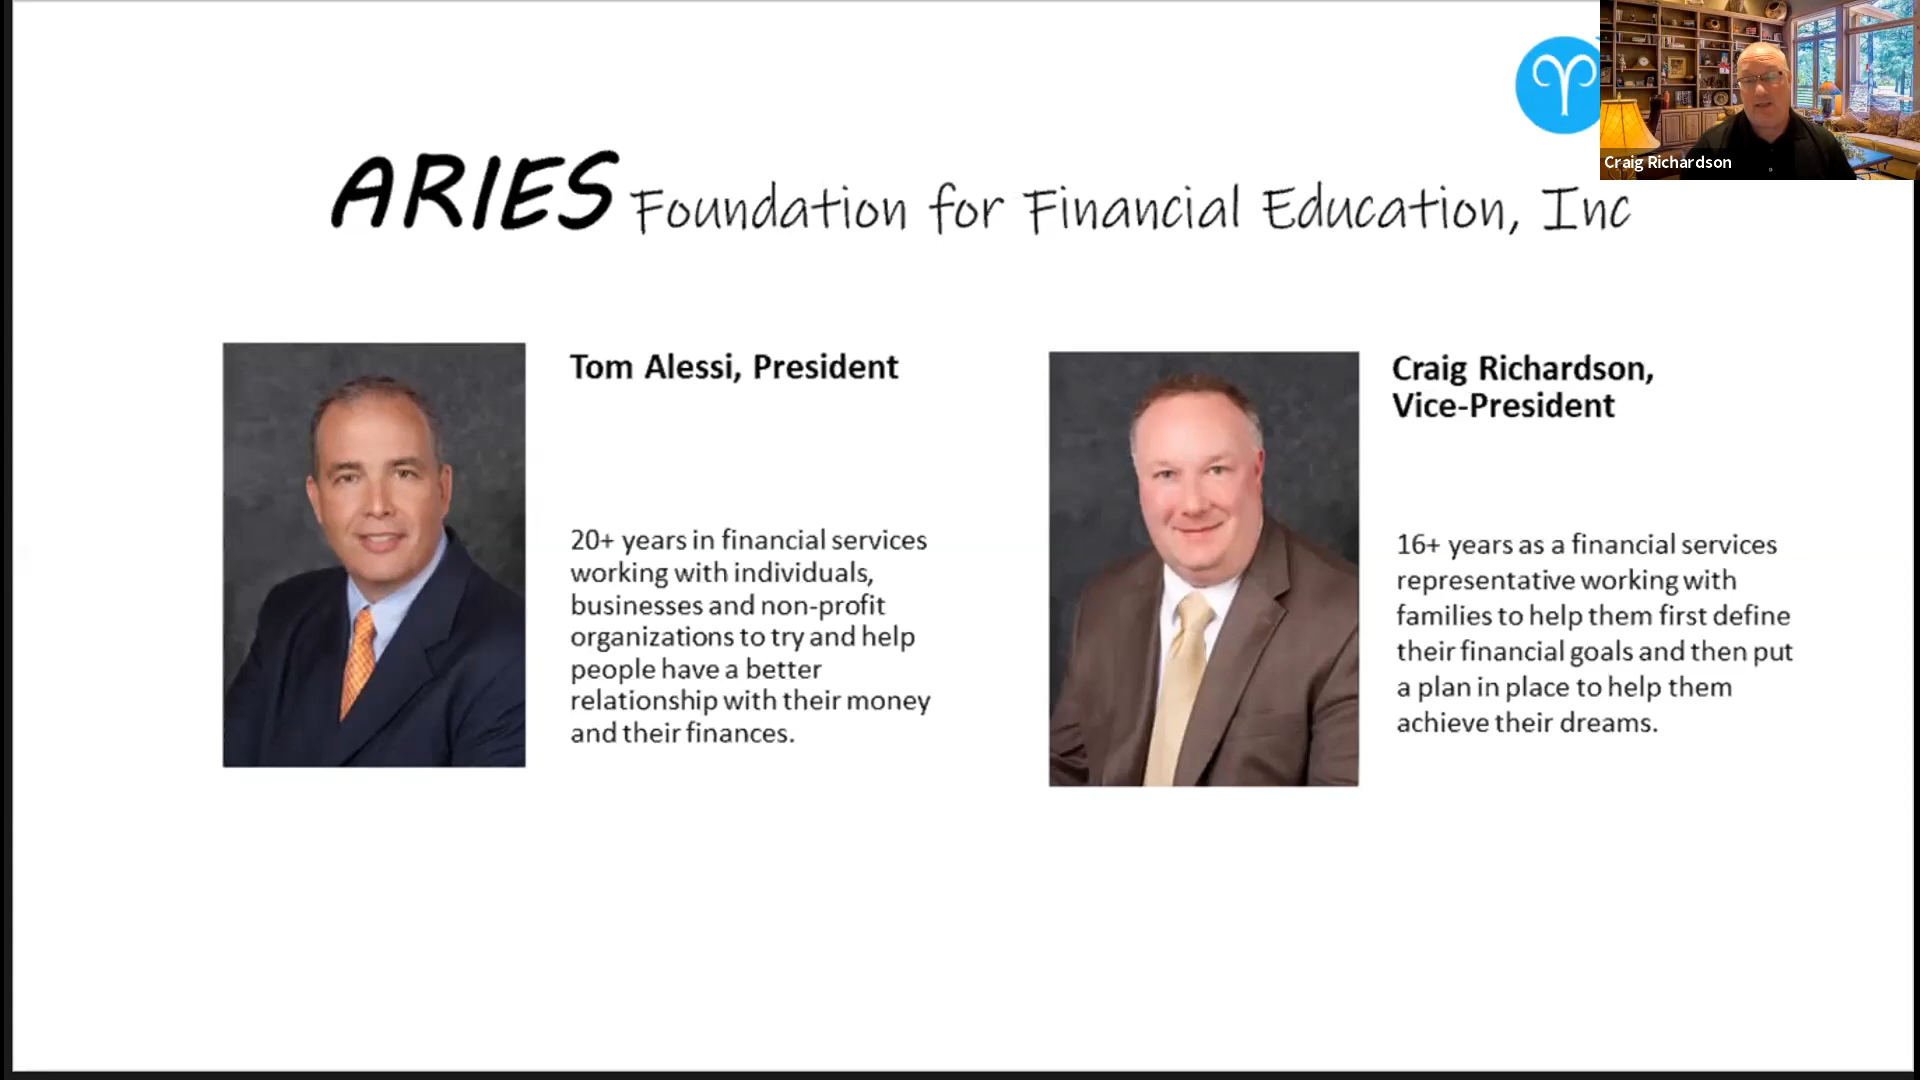 ARIES Foundation for Financial Education, Inc
Craig Richardson
Tom Alessi, President
20+ years in financial services
working with individuals,
businesses and non-profit
organizations to try and help
people have a better
relationship with their money
and their finances.
Craig Richardson,
Vice-President
16+ years as a financial services
representative working with
families to help them first define
their financial goals and then put
a plan in place to help them
achieve their dreams.